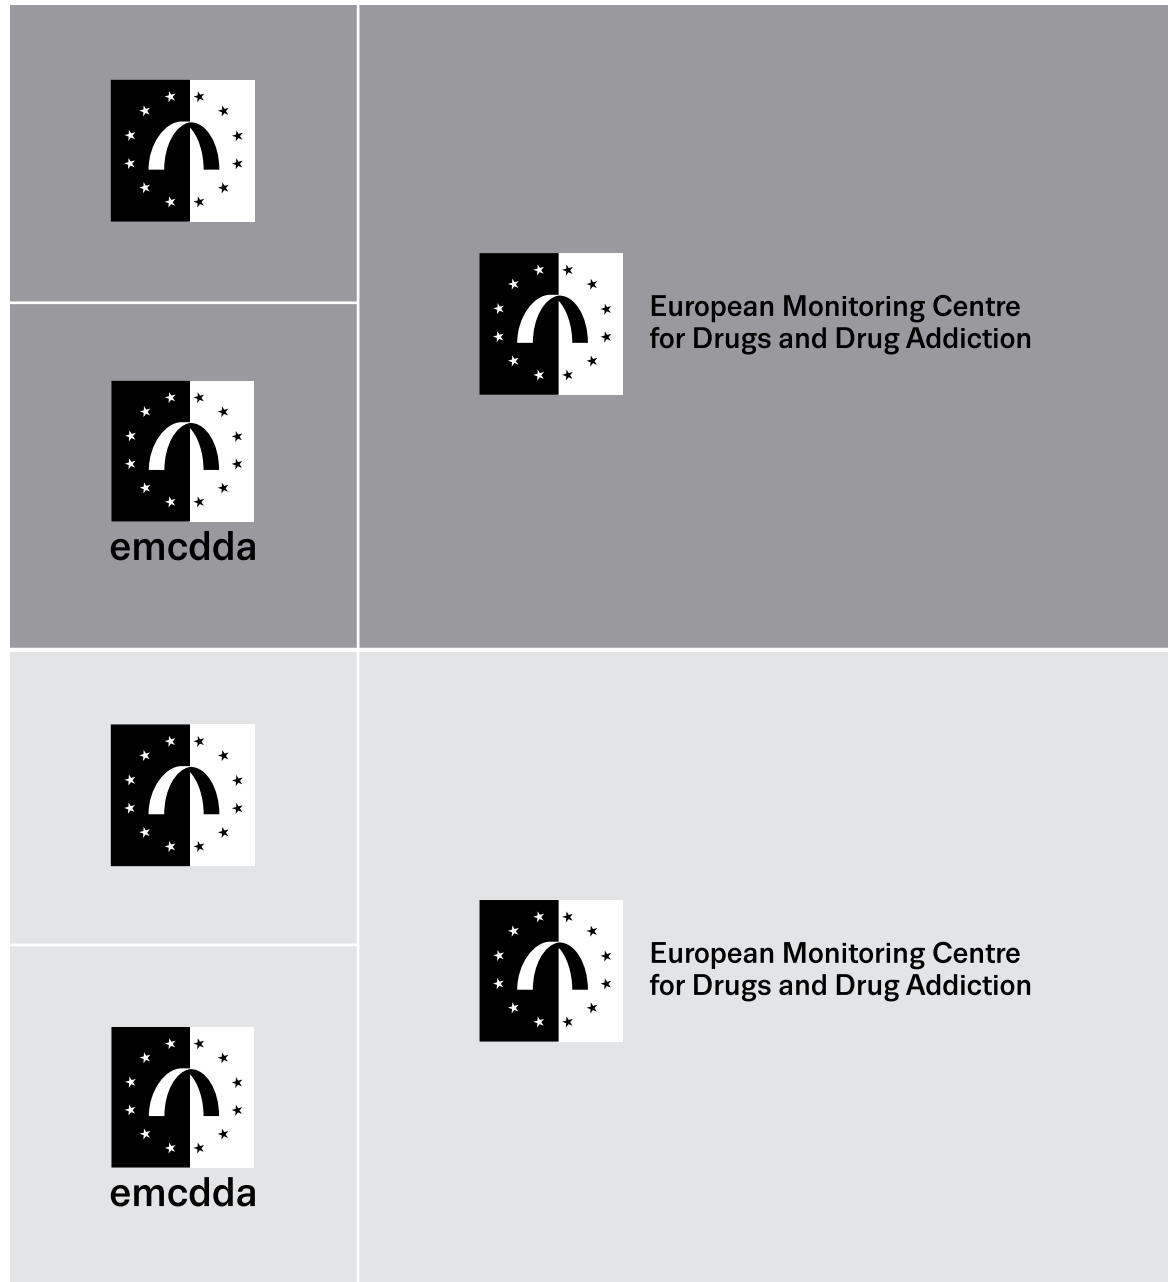 European Monitoring Centre
for Drugs and Drug Addiction
emcdda
European Monitoring Centre
for Drugs and Drug Addiction
emcdda